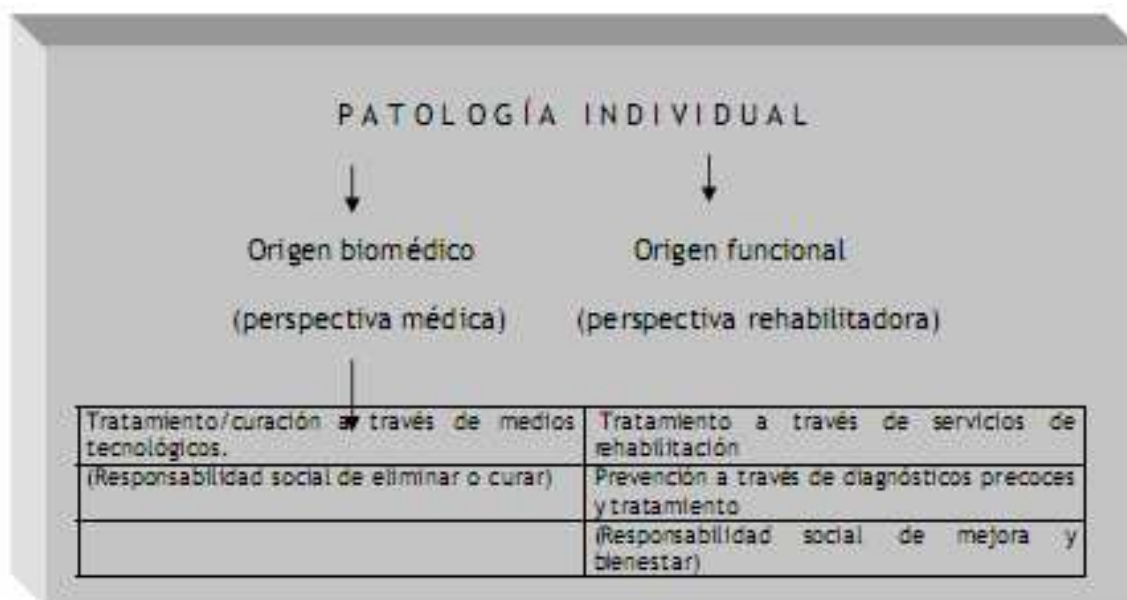 PATOLOGÍA INDIVIDUAL
Origen biomédico
(perspectiva médica)
Origen funcional
(perspectiva rehabilitadora)
Tratamiento/curación a través de medios
tecnológicos.
Tratamiento a través de servicios de
rehabilitación
(Responsabilidad social de eliminar o curar)
Prevención a través de diagnósticos precoces
y tratamiento
(Responsabilidad social de mejora y
bienestar)